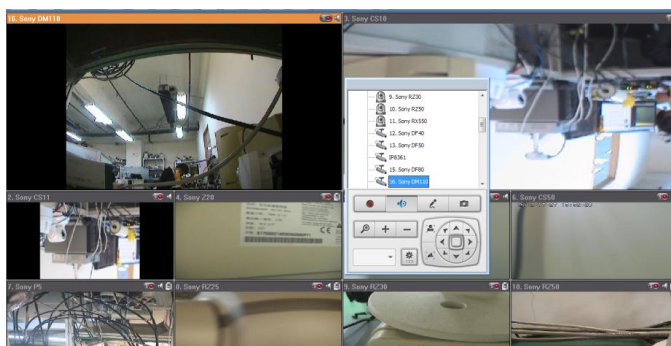 16. Sony DM110
3. Sony CS10
9. Sony RZ30
10. Sony RZ50
11. Sony RX550
12. Sony DF40
13. Sony DF50
IP8361
15. Sony DF80
16. Sony DM110
2. Sony CS11
4. Sony Z20
6. Sony CS50
7. Sony P5
8. Sony RZ25
9. Sony RZ30
10. Sony RZ50